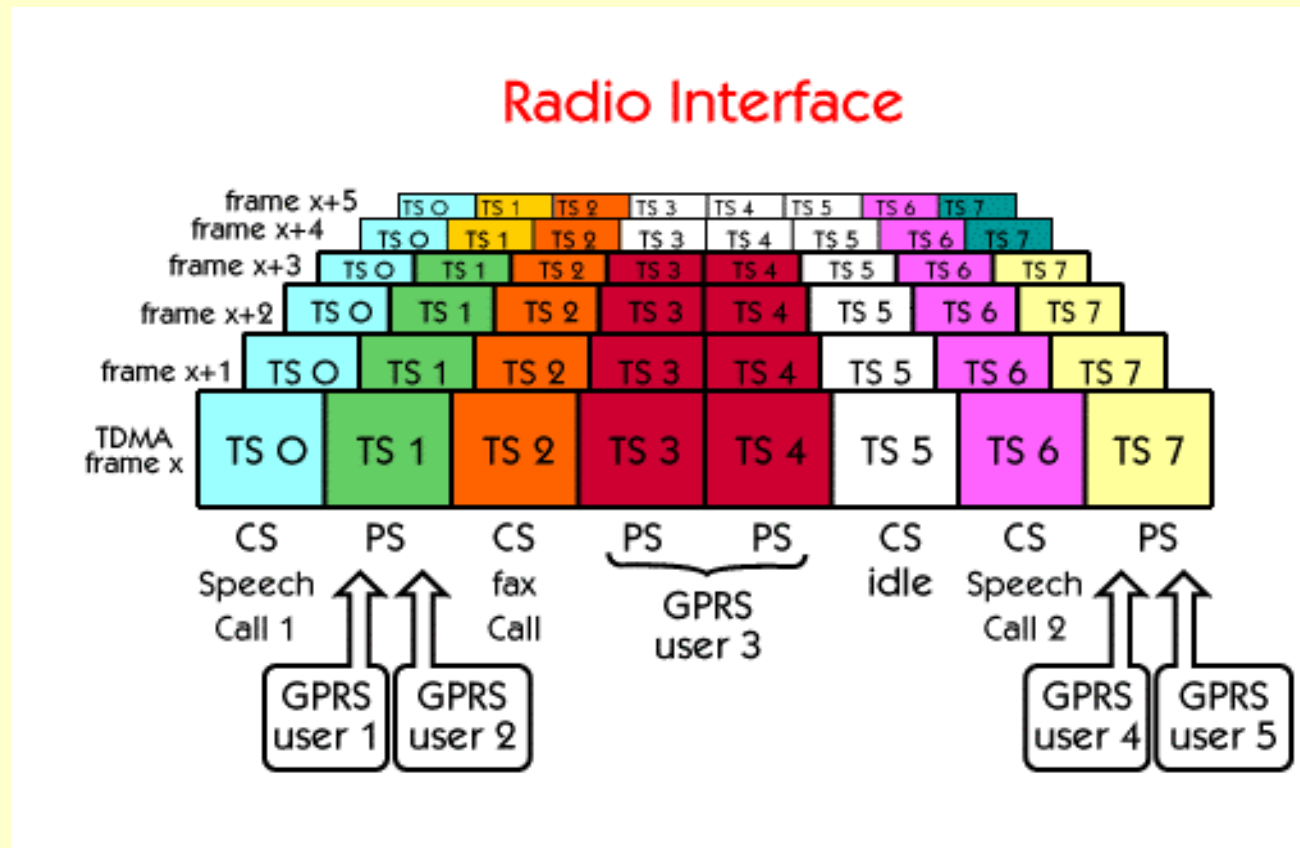 Radio Interface
frame x+5 TS 0 TS 1 TS 2 TS 3 TS 4 TS 5 TS 6 TS 7
frame x+4 TS 0 TS 1 TS 2 TS 3 TS 4 TS 5 TS 6 TS 7
frame x+3 TS 0 TS 1 TS 2 TS 3 TS 4 TS 5 TS 6 TS 7
frame x+2 TS 0 TS 1 TS 2 TS 3 TS 4 TS 5 TS 6 TS 7
frame x+1 TS 0 TS 1 TS 2 TS 3 TS 4 TS 5 TS 6 TS 7
TDMA
frame x TS 0 TS 1 TS 2 TS 3 TS 4 TS 5 TS 6 TS 7
CS PS CS PS PS CS CS PS
Speech fax GPRS idle Speech
Call 1 Call user 3 Call 2
GPRS GPRS GPRS GPRS
user 1 user 2 user 4 user 5